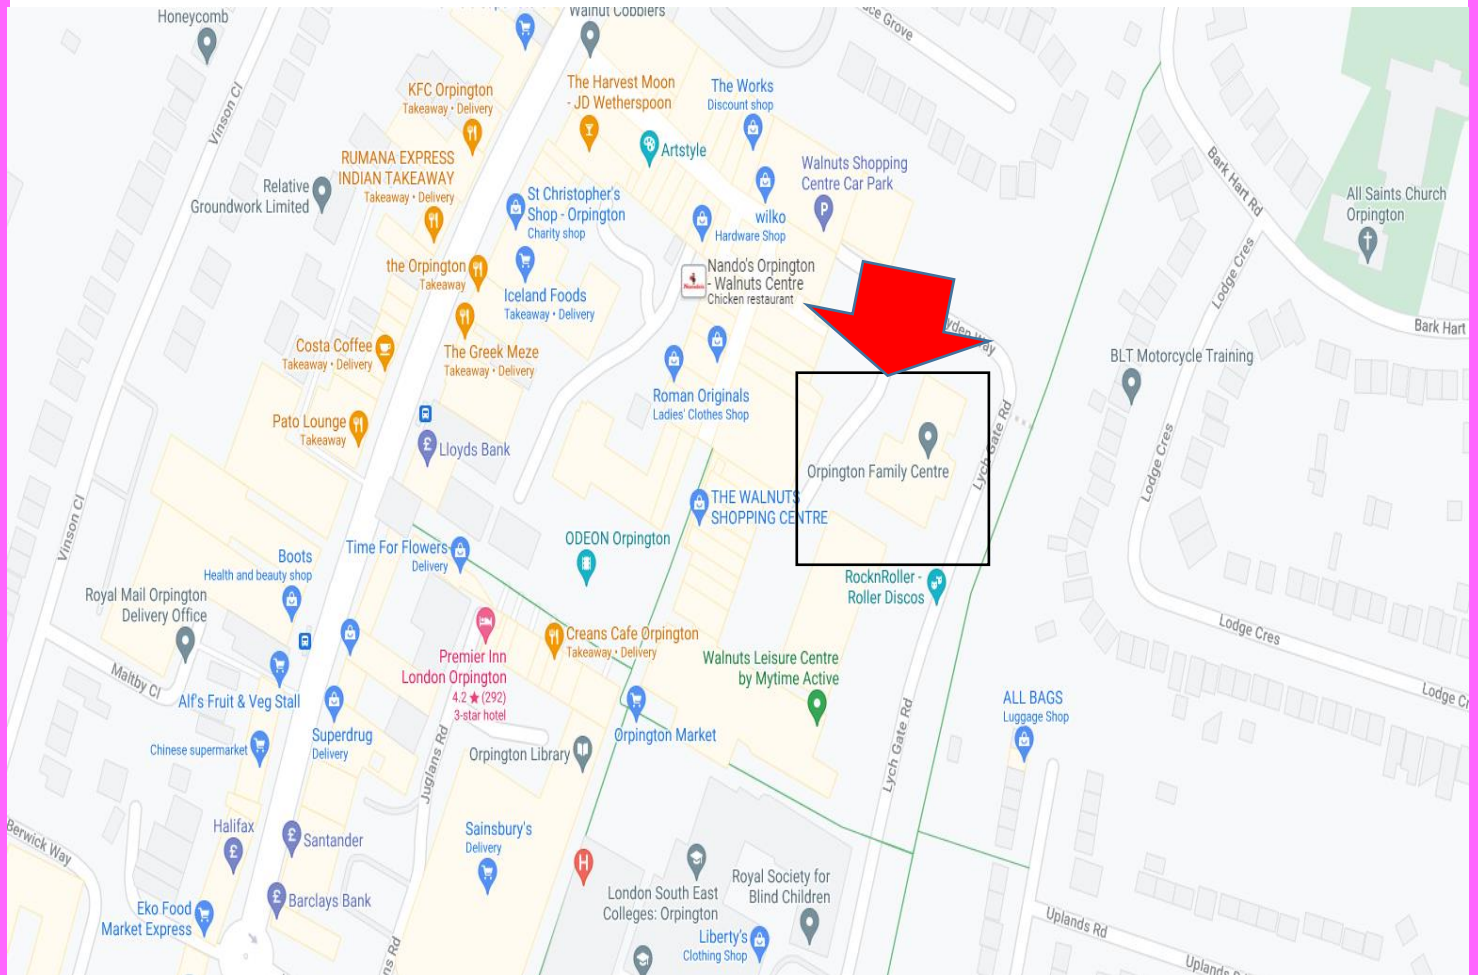 Honeycomb
Walnut Cobblers
ce Grove
Vinson Cl
KFC Orpington
Takeaway • Delivery
The Harvest Moon
- JD Wetherspoon
The Works
Discount shop
Artstyle
RUMANA EXPRESS
INDIAN TAKEAWAY
Takeaway • Delivery
Walnuts Shopping
Centre Car Park
Bark Hart Rd
Relative
Groundwork Limited
St Christopher's
Shop - Orpington
Charity shop
wilko
Hardware Shop
All Saints Church
Orpington
the Orpington
Takeaway
Nando's Orpington
- Walnuts Centre
Chicken restaurant
Lodge Cres
Iceland Foods
Takeaway • Delivery
yden Way
Bark Hart
Costa Coffee
Takeaway • Delivery
The Greek Meze
Takeaway • Delivery
BLT Motorcycle Training
Roman Originals
Ladies' Clothes Shop
Pato Lounge
Takeaway
£
Lloyds Bank
Orpington Family Centre
Lych Gate Rd
Lodge Cres
THE WALNUTS
SHOPPING CENTRE
Vinson Cl
Time For Flowers
Delivery
ODEON Orpington
Boots
Health and beauty shop
RocknRoller -
Roller Discos
Royal Mail Orpington
Delivery Office
Lodge Cres
Creans Cafe Orpington
Takeaway • Delivery
Premier Inn
London Orpington
4.2 ★ (292)
3-star hotel
Walnuts Leisure Centre
by Mytime Active
Maltby Cl
Alf's Fruit & Veg Stall
ALL BAGS
Luggage Shop
Lodge Cr
Superdrug
Delivery
Orpington Market
Chinese supermarket
Orpington Library
Juglans Rd
Lych Gate Rd
Berwick Way
Halifax
£
£
Santander
Sainsbury's
Delivery
H
London South East
Colleges: Orpington
Royal Society for
Blind Children
£
Barclays Bank
Eko Food
Market Express
Liberty's
Clothing Shop
Uplands Rd
ns Rd
Uplands
P